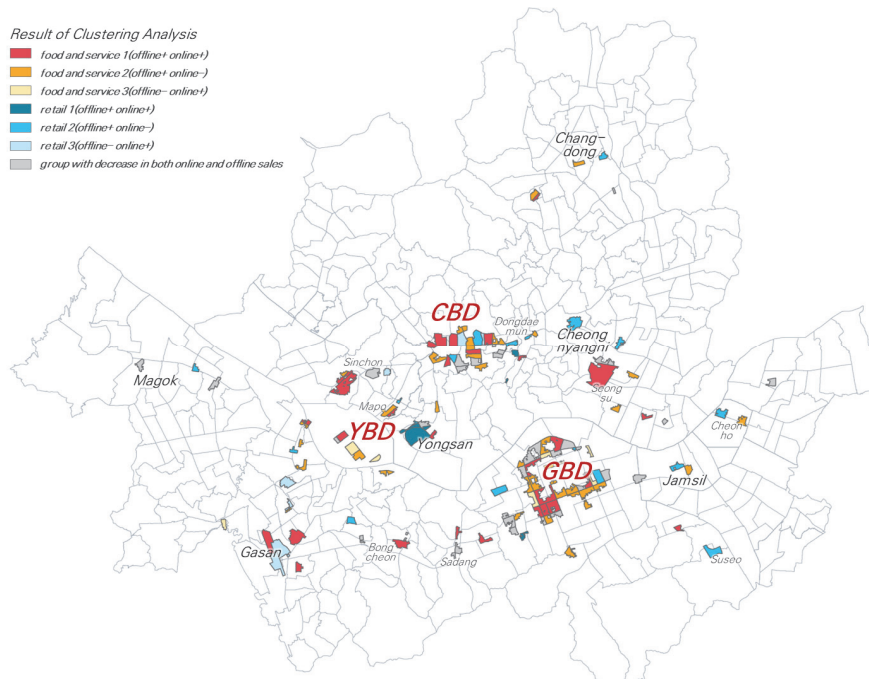 Result of Clustering Analysis
food and service 1(offline+ online+)
food and service 2(offline+ online−)
food and service 3(offline− online+)
retail 1(offline+ online+)
retail 2(offline+ online−)
retail 3(offline− online+)
group with decrease in both online and offline sales
Chang-
dong
CBD
Dongdae
mun
Cheong
nyangni
Sinchon
Magok
Seong
su
Mapo
YBD
Yongsan
Cheon
ho
GBD
Jamsil
Gasan
Bong
cheon
Sadang
Suseo